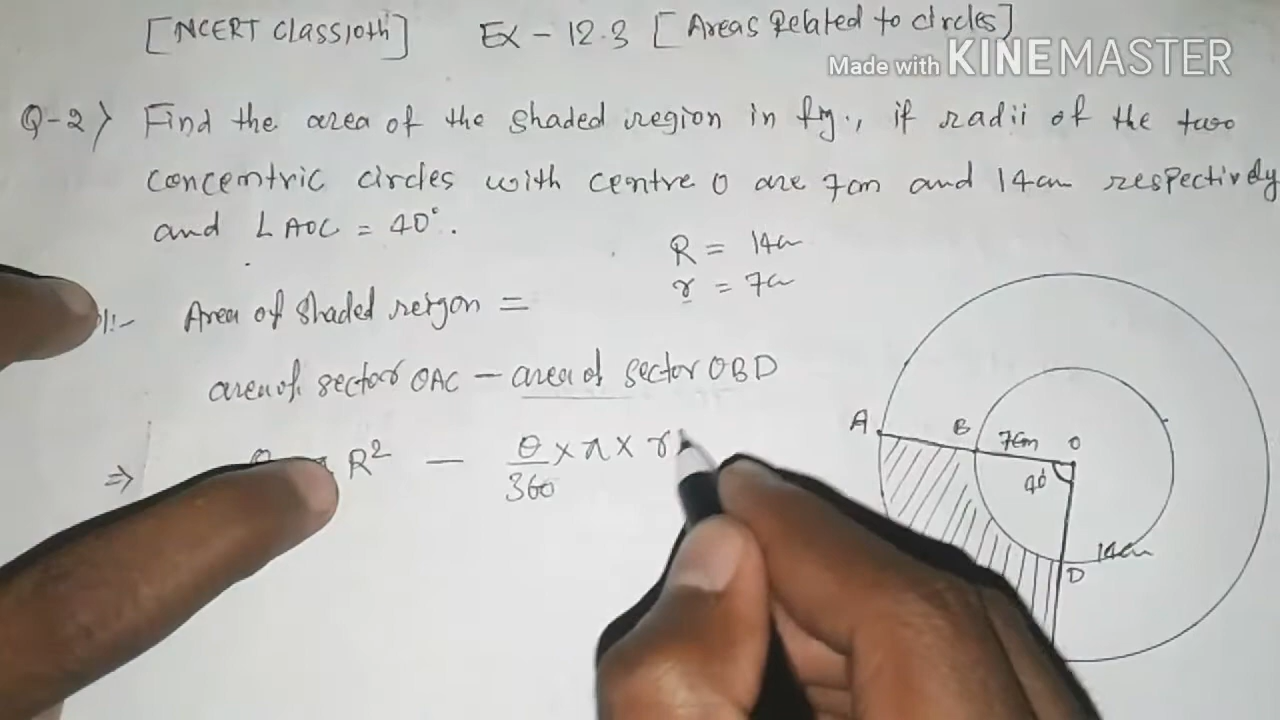 [NCERT Class10th] Ex - 12.3 [Areas Related to circles]
Made with KINEMASTER
Q-2) Find the area of the shaded region in fig., if radii of the two
concentric circles with centre O are 7cm and 14cm respectively
and ∠AOC = 40°.
R = 14cm
r = 7cm
Area of shaded reigon =
area of sector OAC - area of sector OBD
⇒ R² - θ/360 × π × r
A B 7cm O
40°
14cm
D